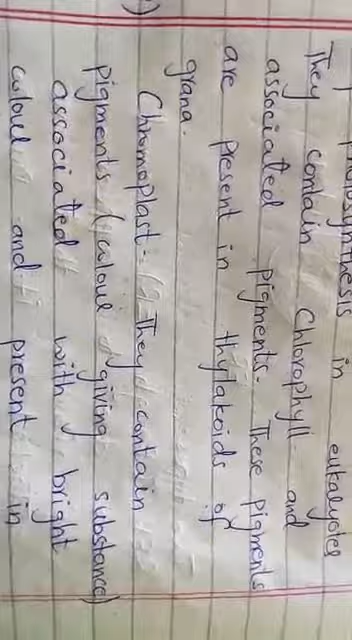 Photosynthesis in eukaryotes
They contain Chlorophyll and
associated pigments. These pigments
are present in thylakoids of
grana.
Chromoplast - They contain
pigments (colour giving substance)
associated with bright
colour and present in